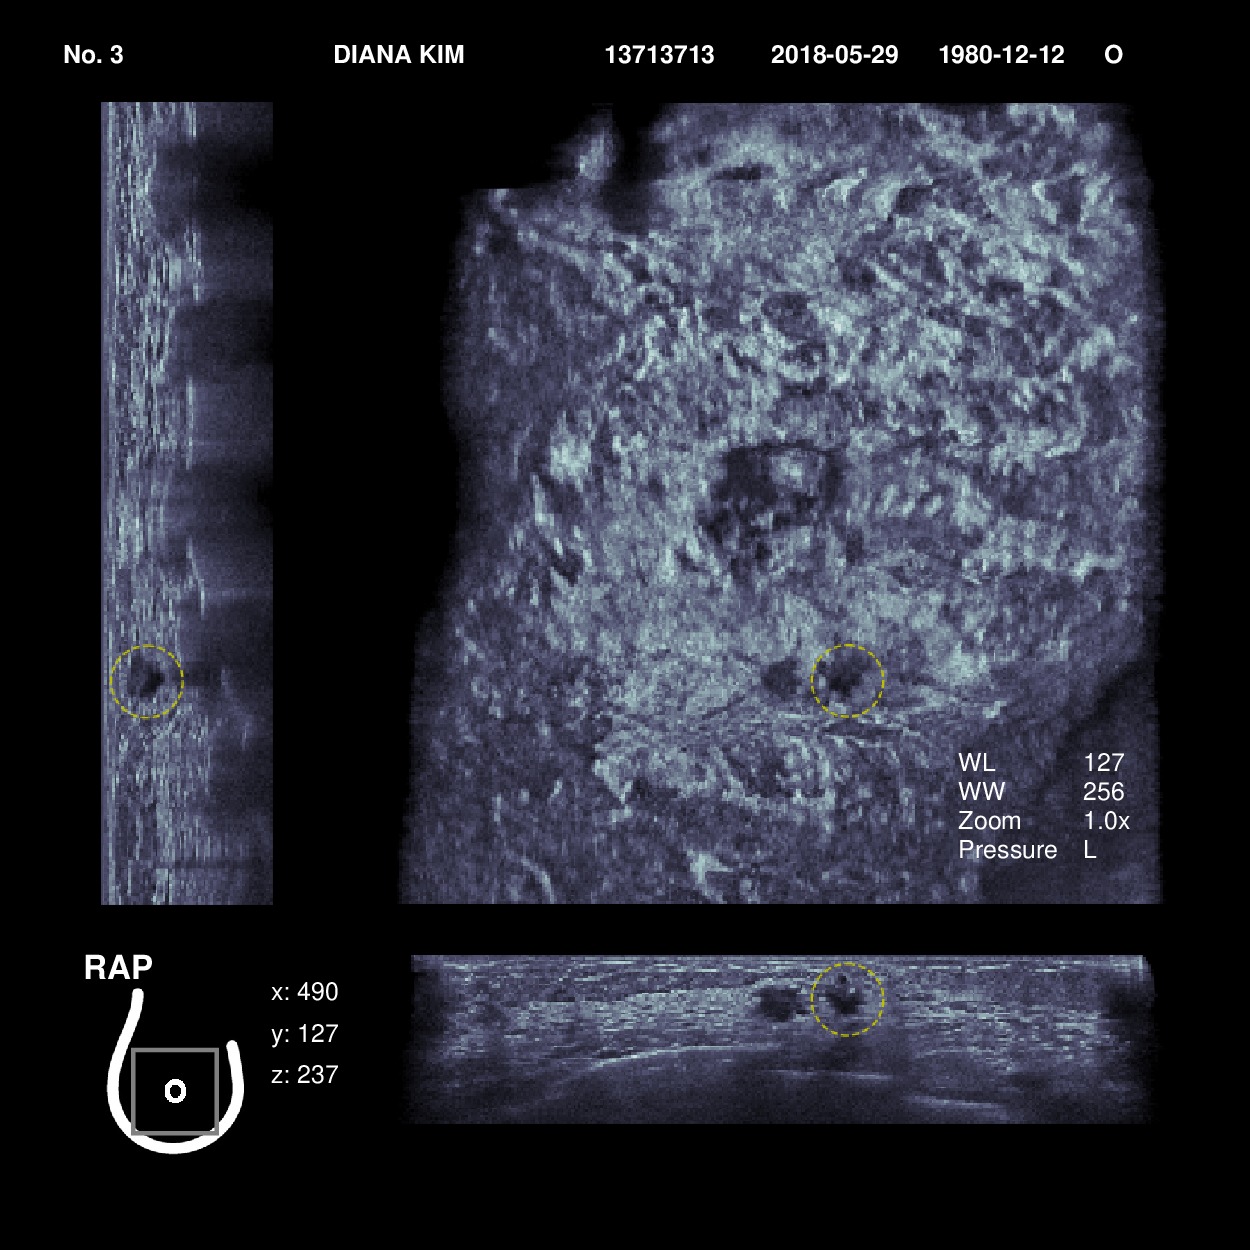 No. 3 DIANA KIM 13713713 2018-05-29 1980-12-12 O
WL 127
WW 256
Zoom 1.0x
Pressure L
RAP
x: 490
y: 127
z: 237